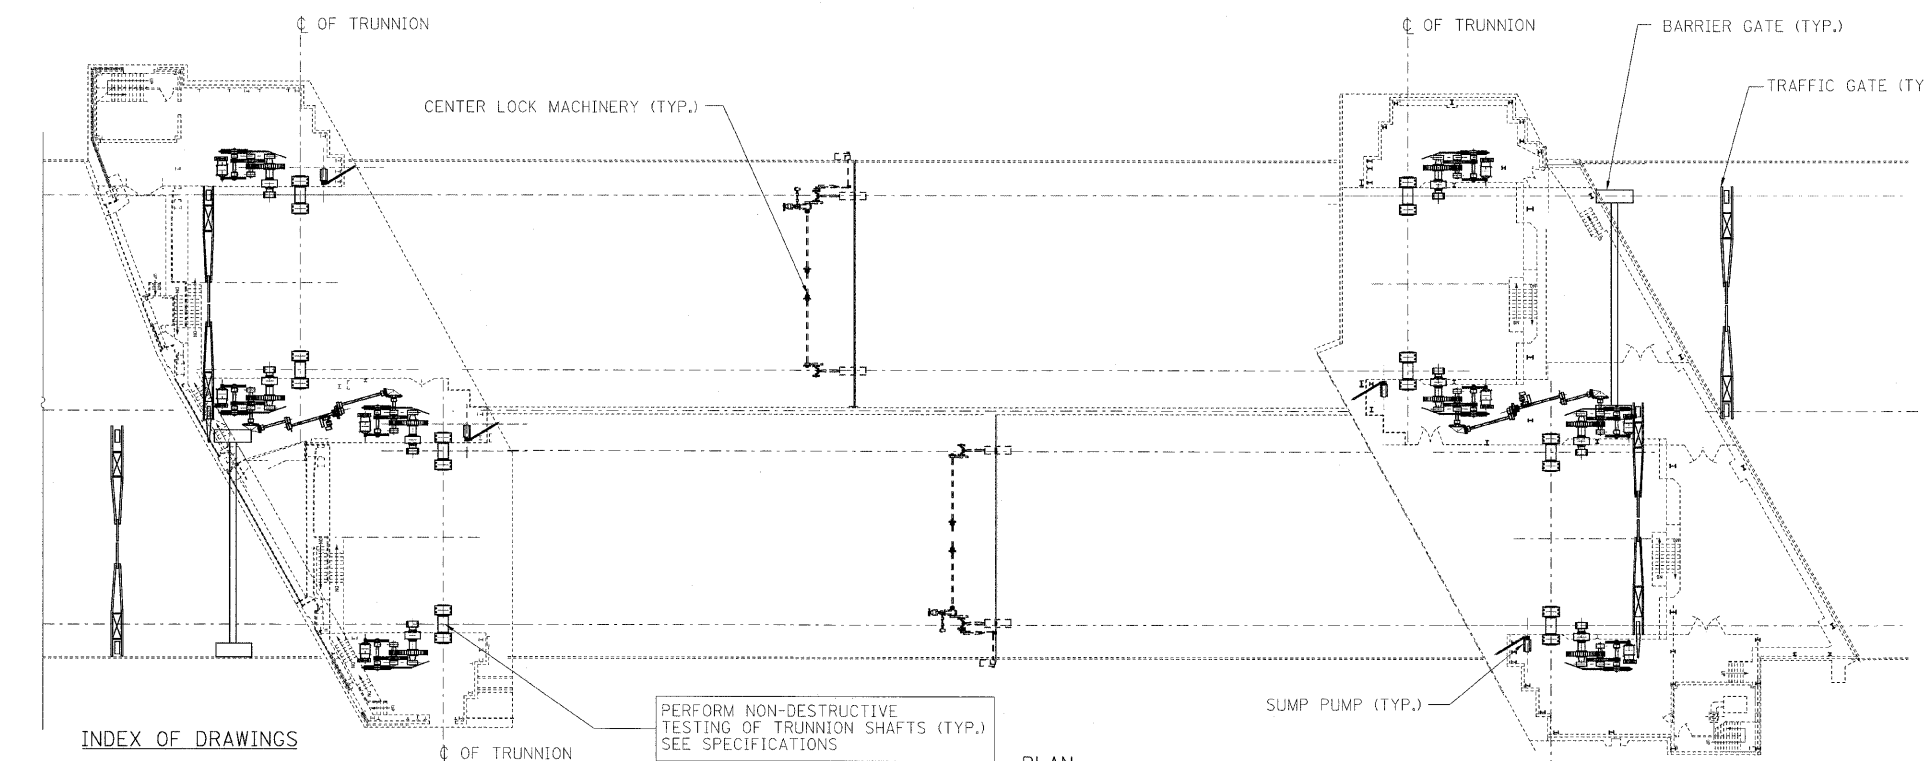 ℄ OF TRUNNION
℄ OF TRUNNION
BARRIER GATE (TYP.)
TRAFFIC GATE (TY
CENTER LOCK MACHINERY (TYP.)
PERFORM NON-DESTRUCTIVE
TESTING OF TRUNNION SHAFTS (TYP.)
SEE SPECIFICATIONS
SUMP PUMP (TYP.)
INDEX OF DRAWINGS
℄ OF TRUNNION
PLAN